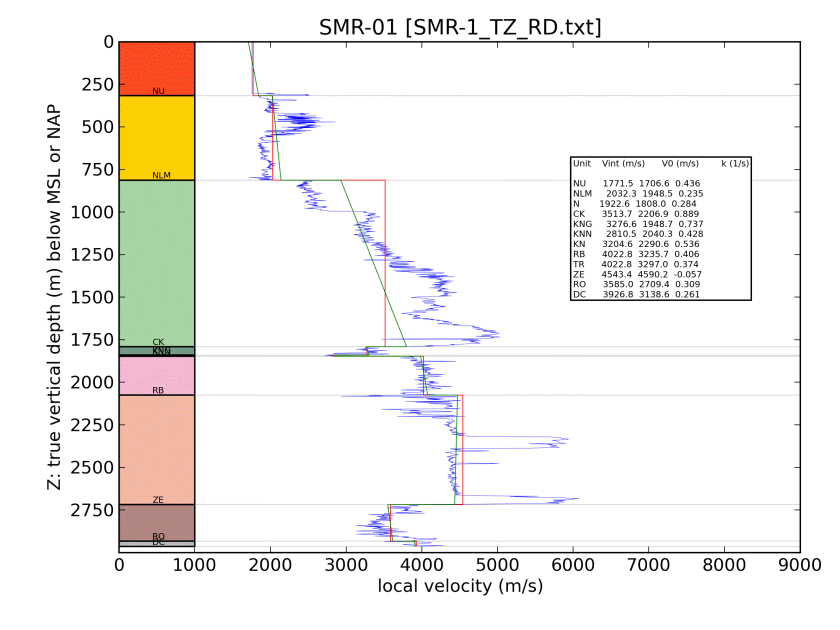 SMR-01 [SMR-1_TZ_RD.txt]
Z: true vertical depth (m) below MSL or NAP
0
250
500
750
1000
1250
1500
1750
2000
2250
2500
2750
NU
NLM
CK
KNN
RB
ZE
RO
DC
Unit Vint (m/s) V0 (m/s) k (1/s)
NU 1771.5 1706.6 0.436
NLM 2032.3 1948.5 0.235
N 1922.6 1808.0 0.284
CK 3513.7 2206.9 0.889
KNG 3276.6 1948.7 0.737
KNN 2810.5 2040.3 0.428
KN 3204.6 2290.6 0.536
RB 4022.8 3235.7 0.406
TR 4022.8 3297.0 0.374
ZE 4543.4 4590.2 -0.057
RO 3585.0 2709.4 0.309
DC 3926.8 3138.6 0.261
0 1000 2000 3000 4000 5000 6000 7000 8000 9000
local velocity (m/s)